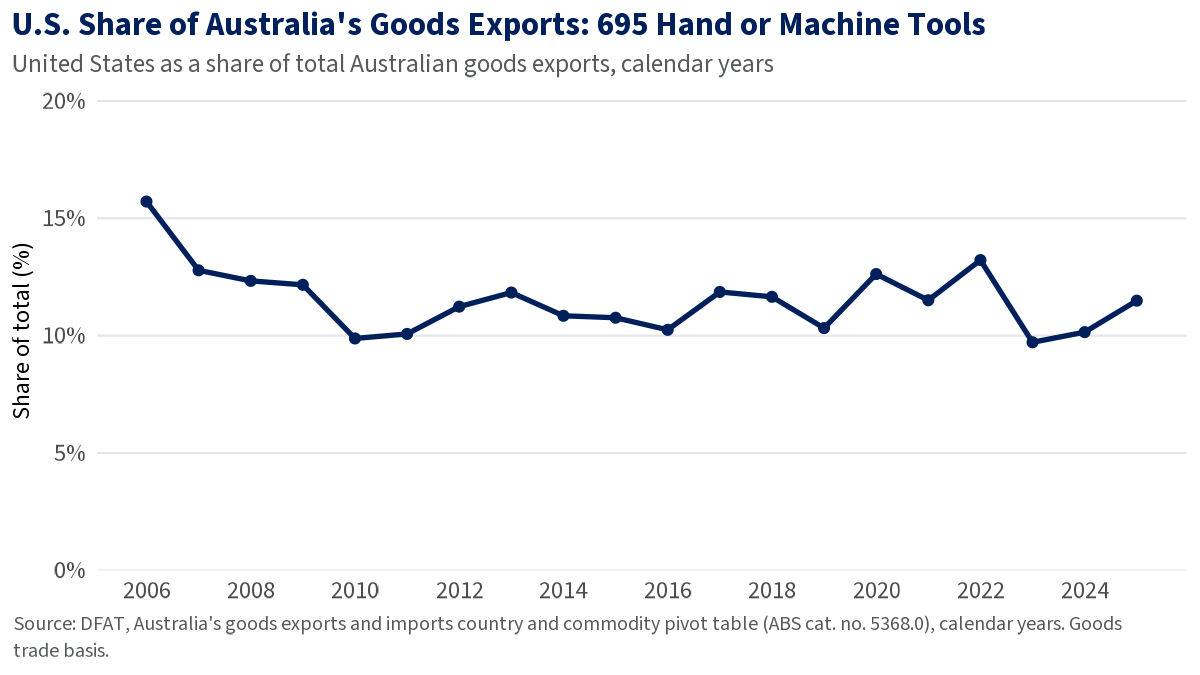 U.S. Share of Australia's Goods Exports: 695 Hand or Machine Tools
United States as a share of total Australian goods exports, calendar years
20%
15%
10%
5%
0%
Share of total (%)
2006 2008 2010 2012 2014 2016 2018 2020 2022 2024
Source: DFAT, Australia's goods exports and imports country and commodity pivot table (ABS cat. no. 5368.0), calendar years. Goods
trade basis.